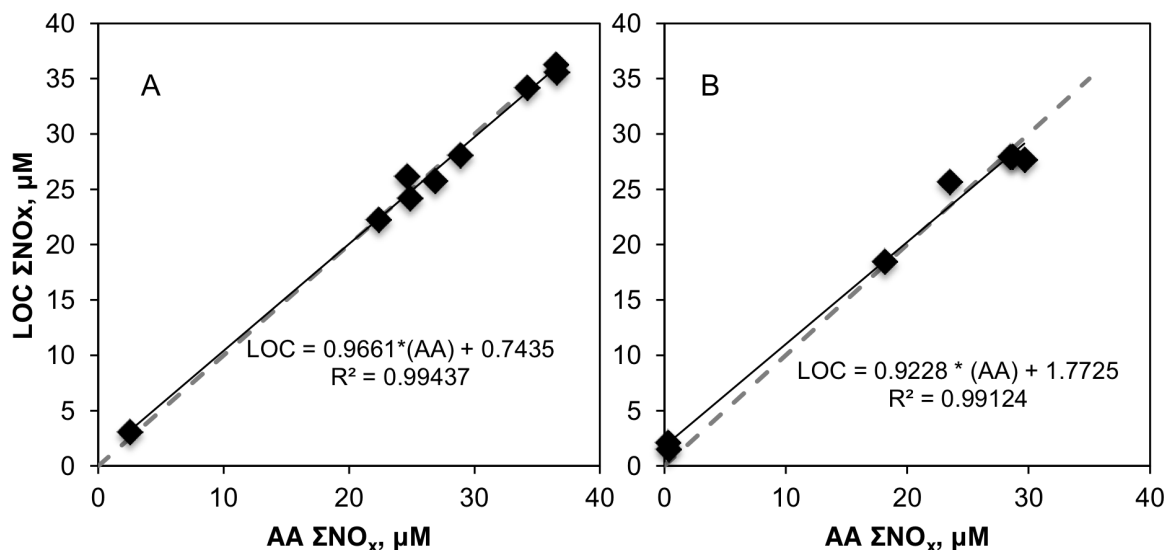 A
LOC ΣNOx, µM
40
35
30
25
20
15
10
5
0
LOC = 0.9661*(AA) + 0.7435
R² = 0.99437
0 10 20 30 40
AA ΣNOₓ, µM
B
40
35
30
25
20
15
10
5
0
LOC = 0.9228 * (AA) + 1.7725
R² = 0.99124
0 10 20 30 40
AA ΣNOₓ, µM